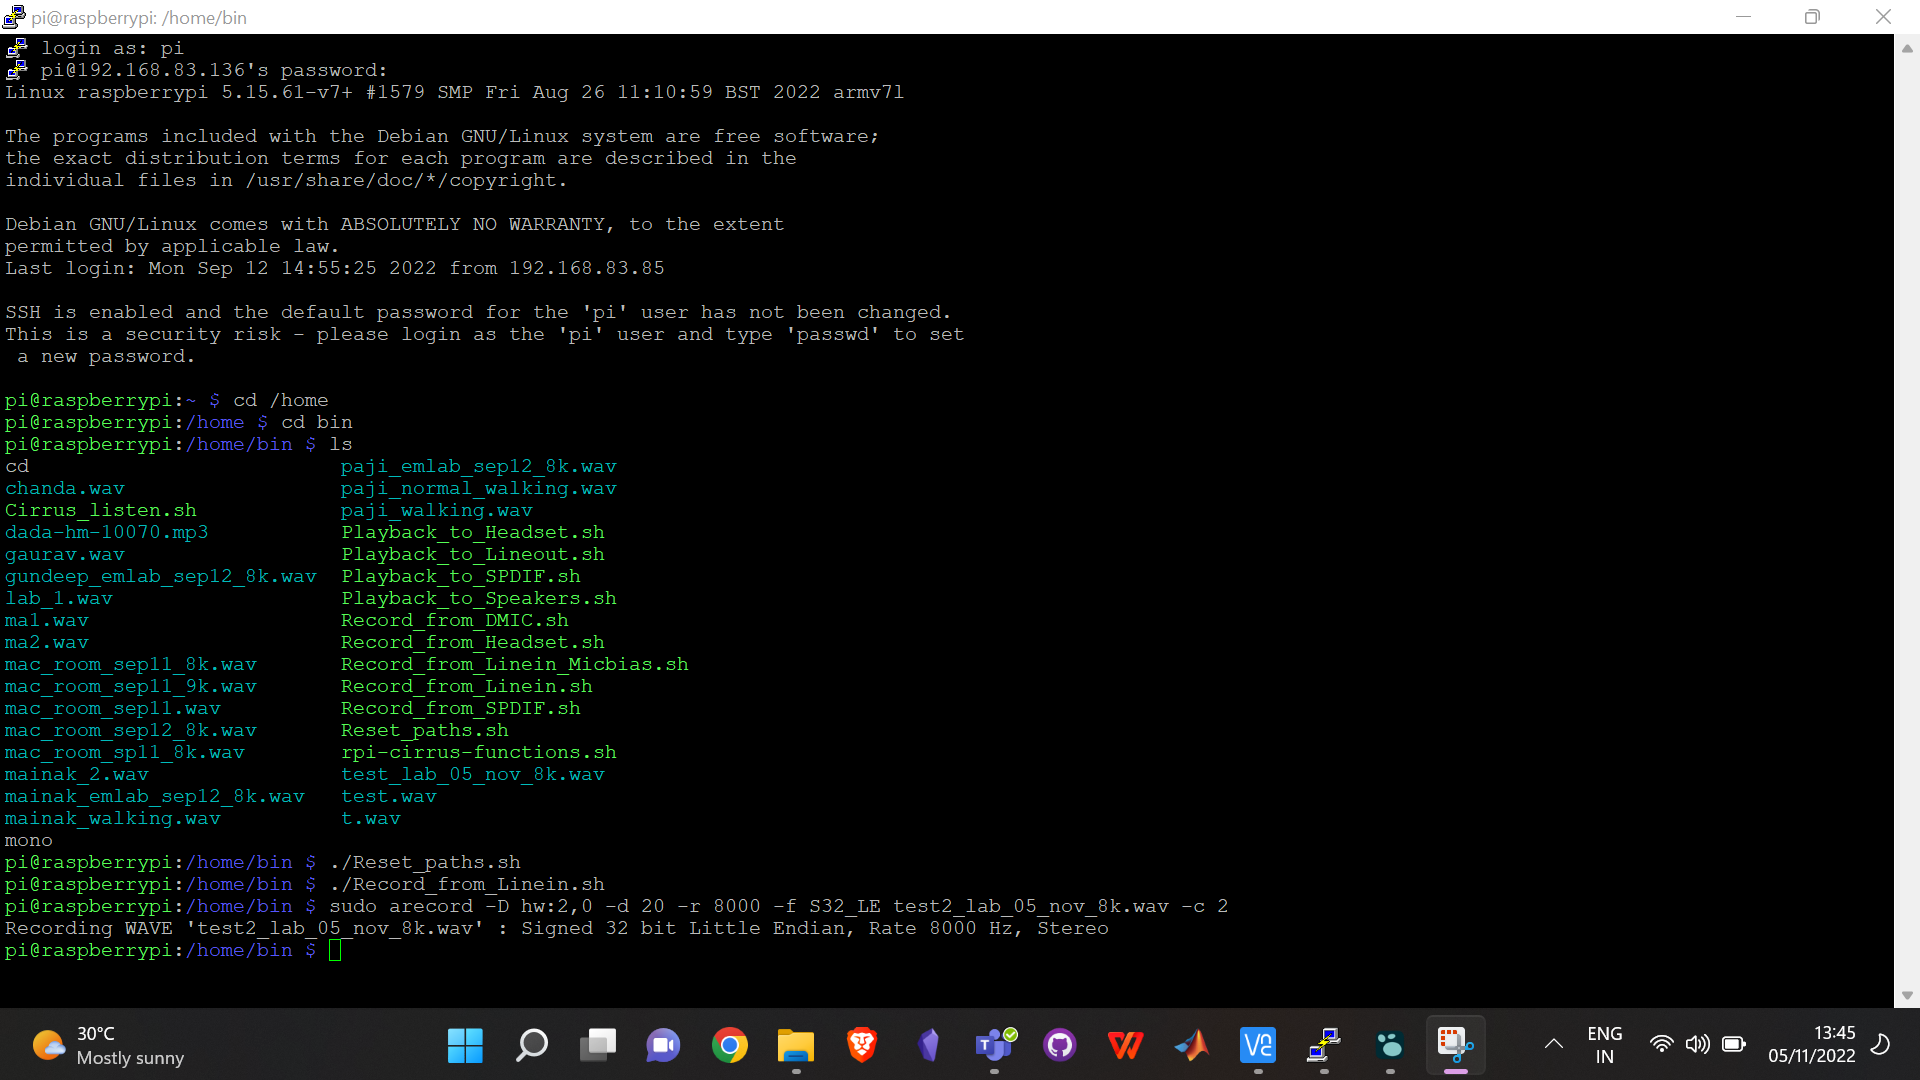 pi@raspberrypi: /home/bin
login as: pi
pi@192.168.83.136's password:
Linux raspberrypi 5.15.61-v7+ #1579 SMP Fri Aug 26 11:10:59 BST 2022 armv7l
The programs included with the Debian GNU/Linux system are free software;
the exact distribution terms for each program are described in the
individual files in /usr/share/doc/*/copyright.
Debian GNU/Linux comes with ABSOLUTELY NO WARRANTY, to the extent
permitted by applicable law.
Last login: Mon Sep 12 14:55:25 2022 from 192.168.83.85
SSH is enabled and the default password for the 'pi' user has not been changed.
This is a security risk - please login as the 'pi' user and type 'passwd' to set
 a new password.
pi@raspberrypi:~ $ cd /home
pi@raspberrypi:/home $ cd bin
pi@raspberrypi:/home/bin $ ls
cd                          paji_emlab_sep12_8k.wav
chanda.wav                  paji_normal_walking.wav
Cirrus_listen.sh            paji_walking.wav
dada-hm-10070.mp3           Playback_to_Headset.sh
gaurav.wav                  Playback_to_Lineout.sh
gundeep_emlab_sep12_8k.wav  Playback_to_SPDIF.sh
lab_1.wav                   Playback_to_Speakers.sh
ma1.wav                     Record_from_DMIC.sh
ma2.wav                     Record_from_Headset.sh
mac_room_sep11_8k.wav       Record_from_Linein_Micbias.sh
mac_room_sep11_9k.wav       Record_from_Linein.sh
mac_room_sep11.wav          Record_from_SPDIF.sh
mac_room_sep12_8k.wav       Reset_paths.sh
mac_room_sp11_8k.wav        rpi-cirrus-functions.sh
mainak_2.wav                test_lab_05_nov_8k.wav
mainak_emlab_sep12_8k.wav   test.wav
mainak_walking.wav          t.wav
mono
pi@raspberrypi:/home/bin $ ./Reset_paths.sh
pi@raspberrypi:/home/bin $ ./Record_from_Linein.sh
pi@raspberrypi:/home/bin $ sudo arecord -D hw:2,0 -d 20 -r 8000 -f S32_LE test2_lab_05_nov_8k.wav -c 2
Recording WAVE 'test2_lab_05_nov_8k.wav' : Signed 32 bit Little Endian, Rate 8000 Hz, Stereo
pi@raspberrypi:/home/bin $
30°C
Mostly sunny
ENG
IN
13:45
05/11/2022